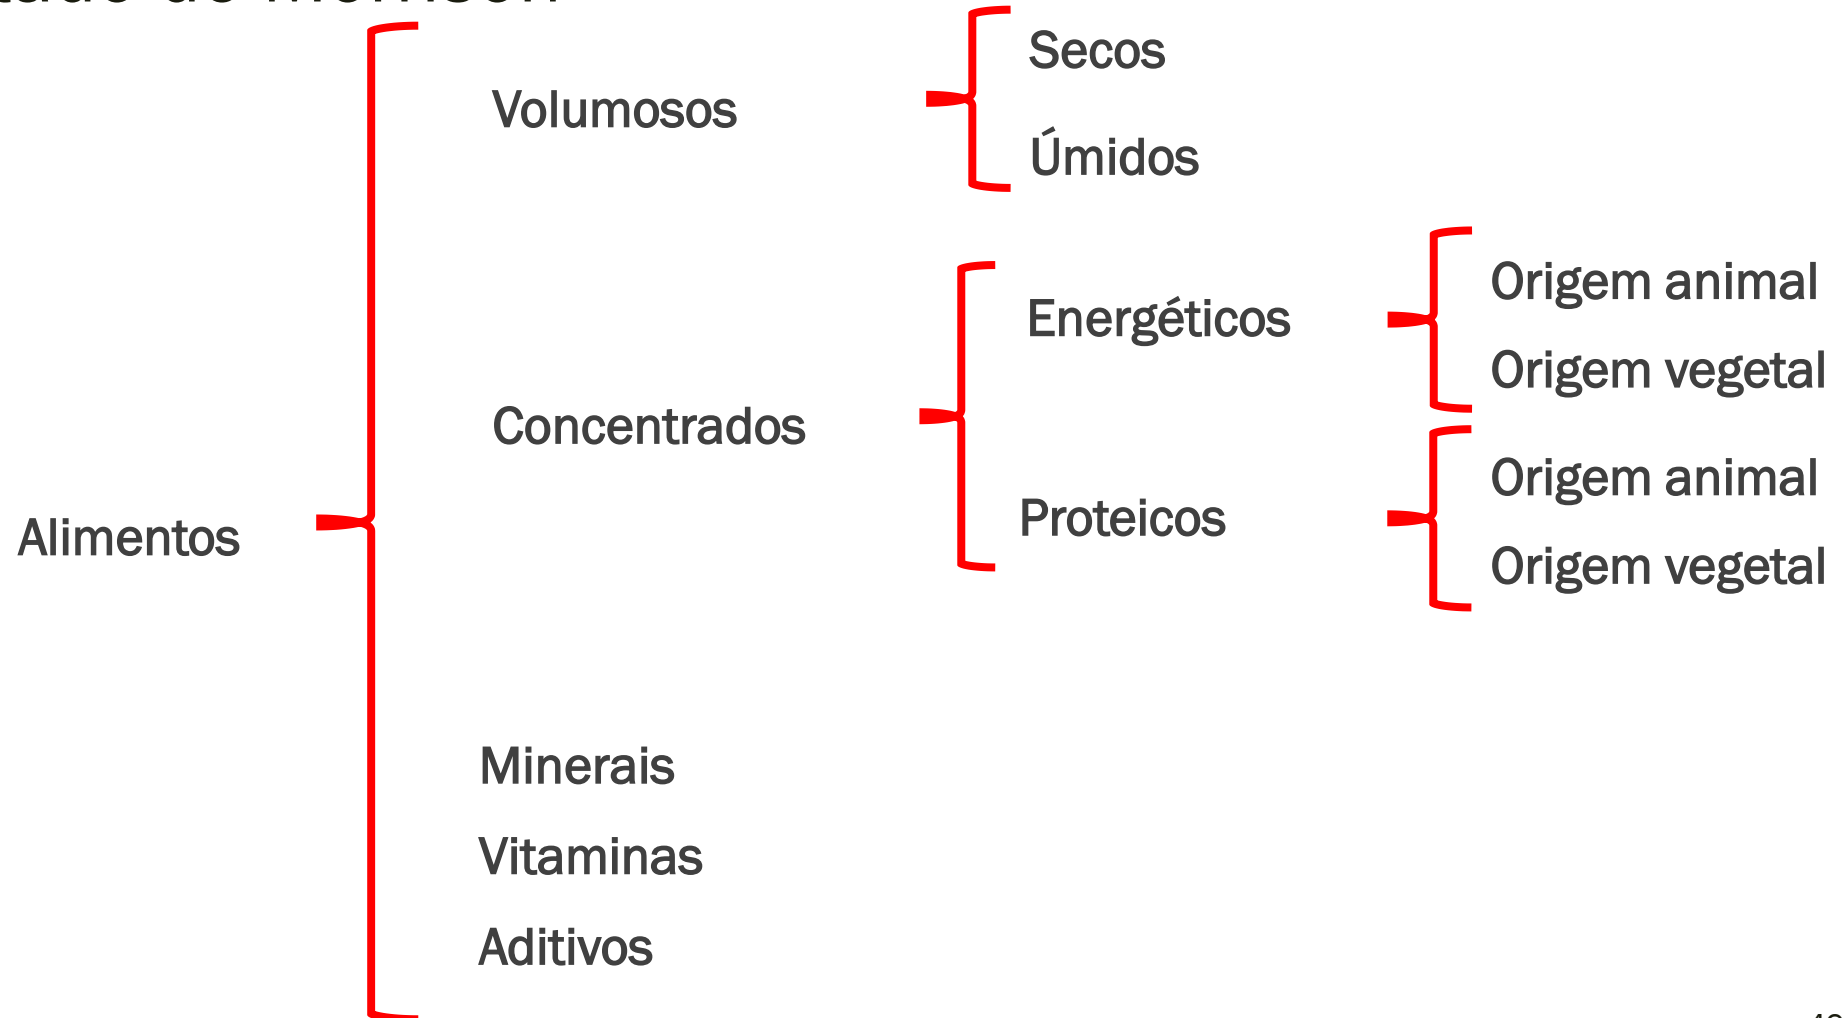 Alimentos
Volumosos
Secos
Úmidos
Concentrados
Energéticos
Origem animal
Origem vegetal
Proteicos
Origem animal
Origem vegetal
Minerais
Vitaminas
Aditivos